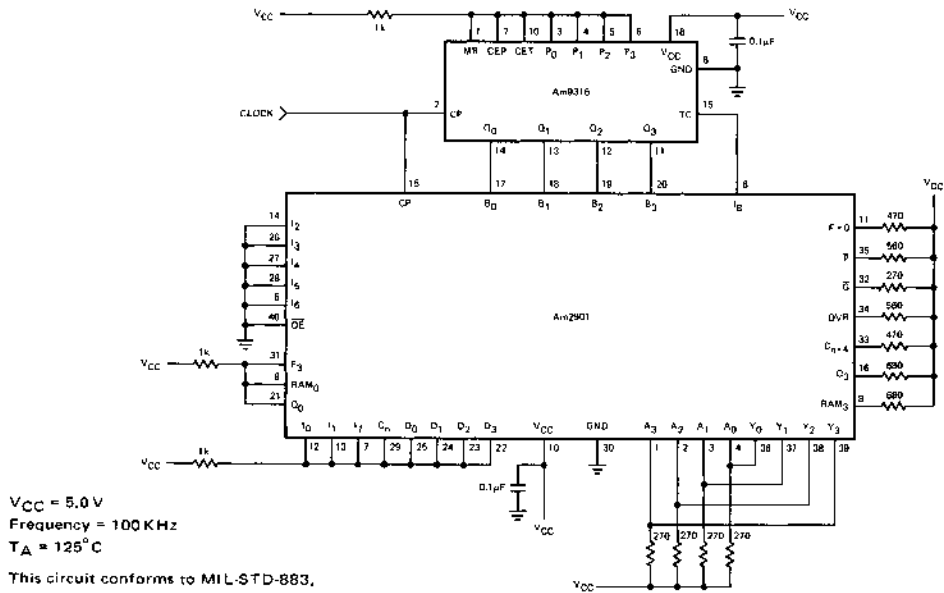 VCC
1k
VCC
1 7 10 3 4 5 6 16
MR CEP CET P0 P1 P2 P3 VCC
0.1µF
GND 8
Am9316
CLOCK
2 CP
TC 15
Q0 Q1 Q2 Q3
14 13 12 11
15 17 18 19 20 6
CP B0 B1 B2 B3 I8
VCC
14 I2
26 I3
27 I4
28 I5
5 I6
40 OE
F=0 11 470
P 35 560
G 32 270
OVR 34 560
Cn+4 33 470
Q3 16 680
RAM3 8 680
Am2901
VCC 1k
31 F3
9 RAM0
21 Q0
I0 I1 I7 Cn D0 D1 D2 D3 VCC GND A3 A2 A1 A0 Y0 Y1 Y2 Y3
12 13 7 29 25 24 23 22 10 30 1 2 3 4 36 37 38 39
VCC 1k
0.1µF
VCC
270 270 270 270
VCC
VCC = 5.0 V
Frequency = 100 KHz
TA = 125°C
This circuit conforms to MIL-STD-883.